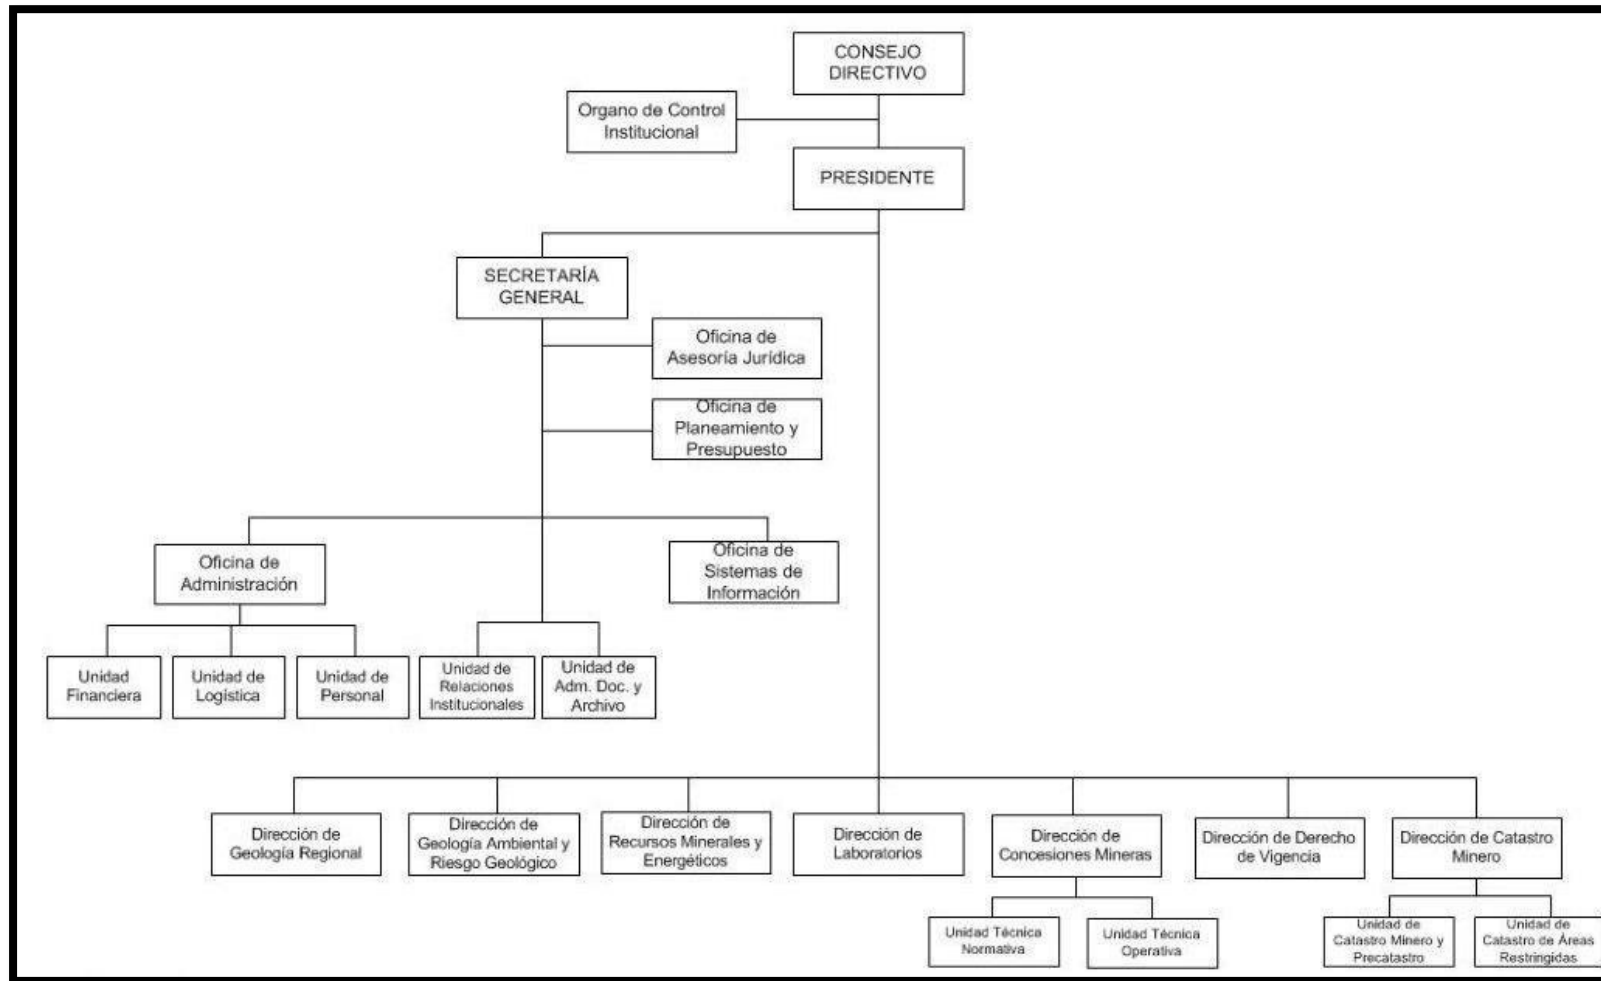 CONSEJO
DIRECTIVO
Organo de Control
Institucional
PRESIDENTE
SECRETARÍA
GENERAL
Oficina de
Asesoría Jurídica
Oficina de
Planeamiento y
Presupuesto
Oficina de
Administración
Oficina de
Sistemas de
Información
Unidad
Financiera
Unidad de
Logística
Unidad de
Personal
Unidad de
Relaciones
Institucionales
Unidad de
Adm. Doc. y
Archivo
Dirección de
Geología Regional
Dirección de
Geología Ambiental y
Riesgo Geológico
Dirección de
Recursos Minerales y
Energéticos
Dirección de
Laboratorios
Dirección de
Concesiones Mineras
Dirección de Derecho
de Vigencia
Dirección de Catastro
Minero
Unidad Técnica
Normativa
Unidad Técnica
Operativa
Unidad de
Catastro Minero y
Precatastro
Unidad de
Catastro de Áreas
Restringidas